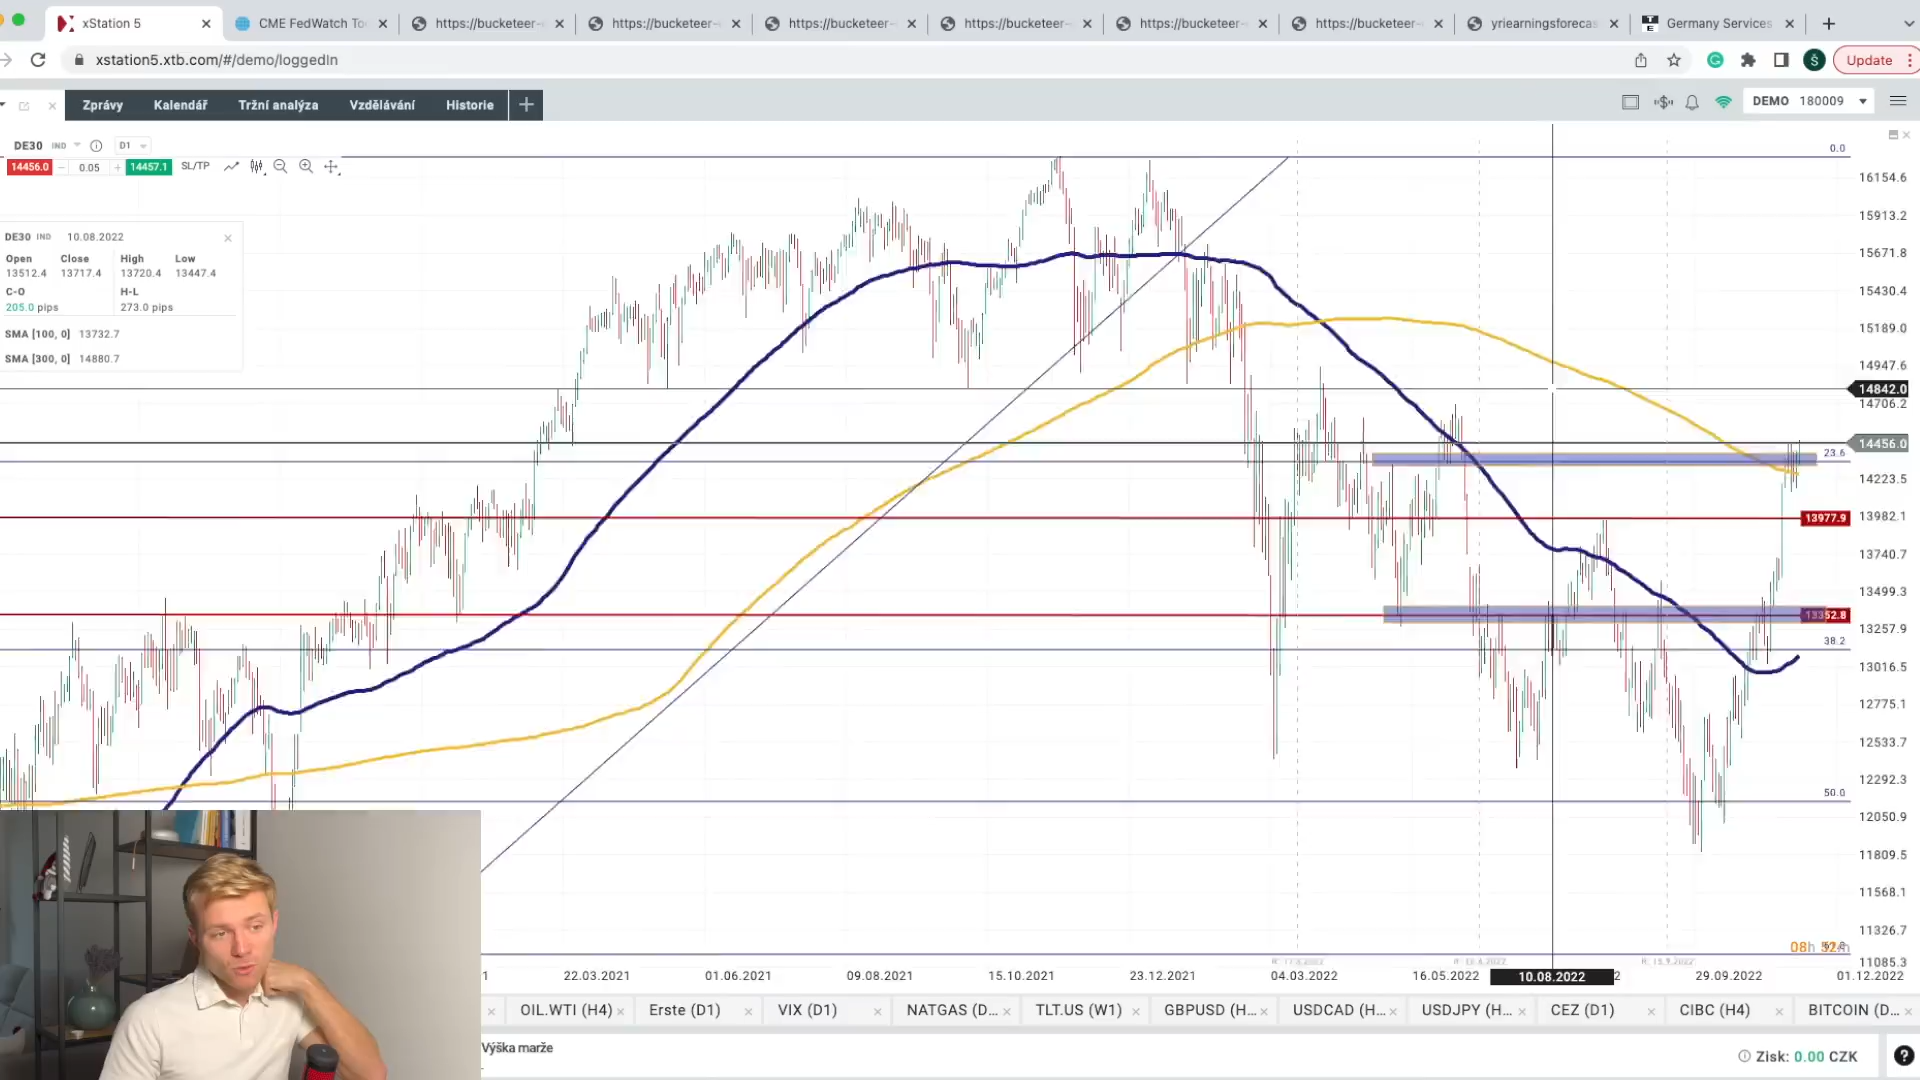 xStation 5
CME FedWatch To
https://bucketeer-
https://bucketeer-
https://bucketeer-
https://bucketeer-
https://bucketeer-
https://bucketeer-
yriearningsforecas
Germany Services
xstation5.xtb.com/#/demo/loggedIn
Update
Zprávy Kalendář Tržní analýza Vzdělávání Historie
DEMO 180009
DE30 IND D1
14456.0 0.05 14457.1 SL/TP
DE30 IND 10.08.2022
Open Close High Low
13512.4 13717.4 13720.4 13447.4
C-O H-L
205.0 pips 273.0 pips
SMA [100, 0] 13732.7
SMA [300, 0] 14880.7
0.0
16154.6
15913.2
15671.8
15430.4
15189.0
14947.6
14842.0
14706.2
14456.0
23.6
14223.5
13977.9
13982.1
13740.7
13499.3
13352.8
13257.9
38.2
13016.5
12775.1
12533.7
12292.3
50.0
12050.9
11809.5
11568.1
11326.7
08h 52m
11085.3
22.03.2021 01.06.2021 09.08.2021 15.10.2021 23.12.2021 04.03.2022 16.05.2022 10.08.2022 29.09.2022 01.12.2022
OIL.WTI (H4) Erste (D1) VIX (D1) NATGAS (D... TLT.US (W1) GBPUSD (H... USDCAD (H... USDJPY (H... CEZ (D1) CIBC (H4) BITCOIN (D...
Výška marže
Zisk: 0.00 CZK